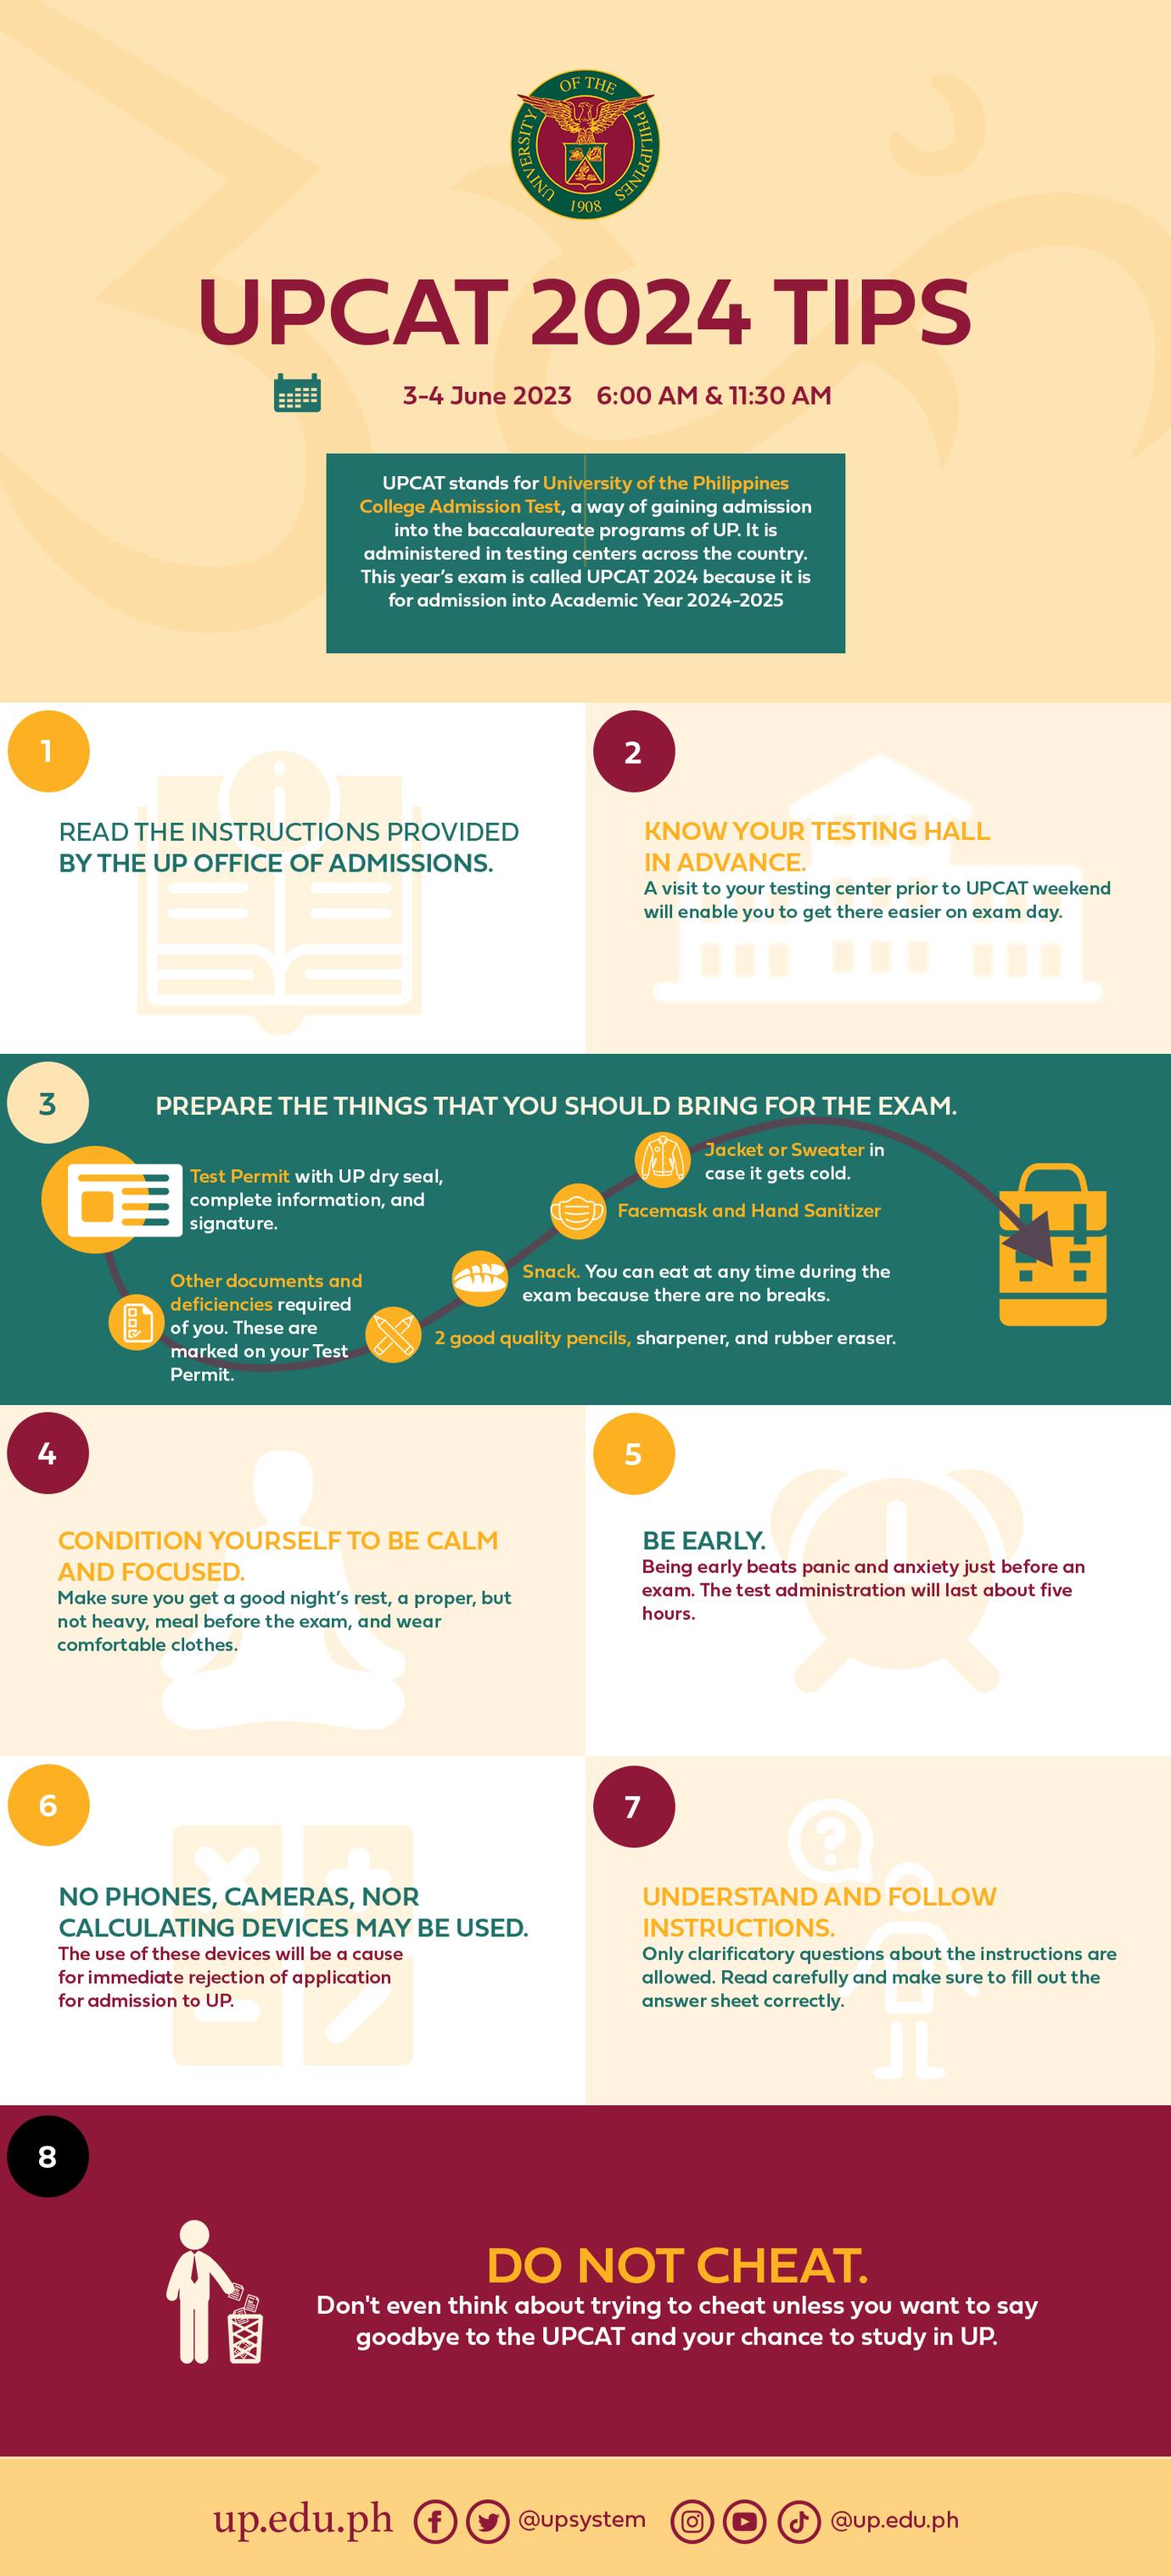 UNIVERSITY OF THE PHILIPPINES
1908
UPCAT 2024 TIPS
3-4 June 2023 6:00 AM & 11:30 AM
UPCAT stands for University of the Philippines
College Admission Test, a way of gaining admission
into the baccalaureate programs of UP. It is
administered in testing centers across the country.
This year's exam is called UPCAT 2024 because it is
for admission into Academic Year 2024-2025
1
READ THE INSTRUCTIONS PROVIDED
BY THE UP OFFICE OF ADMISSIONS.
2
KNOW YOUR TESTING HALL
IN ADVANCE.
A visit to your testing center prior to UPCAT weekend
will enable you to get there easier on exam day.
3
PREPARE THE THINGS THAT YOU SHOULD BRING FOR THE EXAM.
Test Permit with UP dry seal,
complete information, and
signature.
Other documents and
deficiencies required
of you. These are
marked on your Test
Permit.
2 good quality pencils, sharpener, and rubber eraser.
Snack. You can eat at any time during the
exam because there are no breaks.
Facemask and Hand Sanitizer
Jacket or Sweater in
case it gets cold.
4
CONDITION YOURSELF TO BE CALM
AND FOCUSED.
Make sure you get a good night's rest, a proper, but
not heavy, meal before the exam, and wear
comfortable clothes.
5
BE EARLY.
Being early beats panic and anxiety just before an
exam. The test administration will last about five
hours.
6
NO PHONES, CAMERAS, NOR
CALCULATING DEVICES MAY BE USED.
The use of these devices will be a cause
for immediate rejection of application
for admission to UP.
7
UNDERSTAND AND FOLLOW
INSTRUCTIONS.
Only clarificatory questions about the instructions are
allowed. Read carefully and make sure to fill out the
answer sheet correctly.
8
DO NOT CHEAT.
Don't even think about trying to cheat unless you want to say
goodbye to the UPCAT and your chance to study in UP.
up.edu.ph @upsystem @up.edu.ph